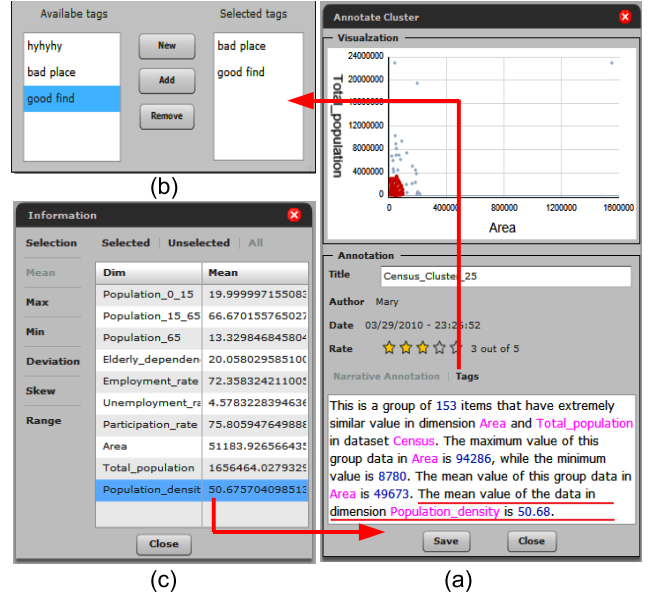 Availabe tags
Selected tags
hyhyhy
bad place
good find
New
Add
Remove
bad place
good find
(b)
Annotate Cluster
Visualzation
24000000
20000000
12000000
8000000
4000000
0
Total_population
0
400000
800000
1200000
1600000
Area
Annotation
Title
Census_Cluster_25
Author Mary
Date 03/29/2010 - 23:26:52
Rate 3 out of 5
Narrative Annotation Tags
This is a group of 153 items that have extremely
similar value in dimension Area and Total_population
in dataset Census. The maximum value of this
group data in Area is 94286, while the minimum
value is 8780. The mean value of this group data in
Area is 49673. The mean value of the data in
dimension Population_density is 50.68.
Save Close
(a)
Information
Selection
Mean
Max
Min
Deviation
Skew
Range
Selected Unselected All
Dim Mean
Population_0_15 19.999997155083
Population_15_65 66.670155765027
Population_65 13.329846845804
Elderly_dependen 20.058029585100
Employment_rate 72.358324211005
Unemployment_ra 4.5783228394636
Participation_rate 75.805947649888
Area 51183.926566435
Total_population 1656464.0279329
Population_densit 50.675704098513
Close
(c)